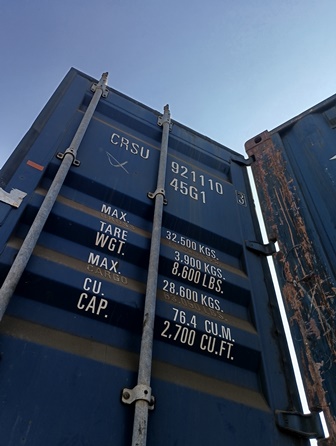 CRSU 921110 3
45G1
MAX. 32.500 KGS.
TARE 3.900 KGS.
WGT. 8.600 LBS.
MAX. 28.600 KGS.
CARGO
CU. 76.4 CU.M.
CAP. 2,700 CU.FT.